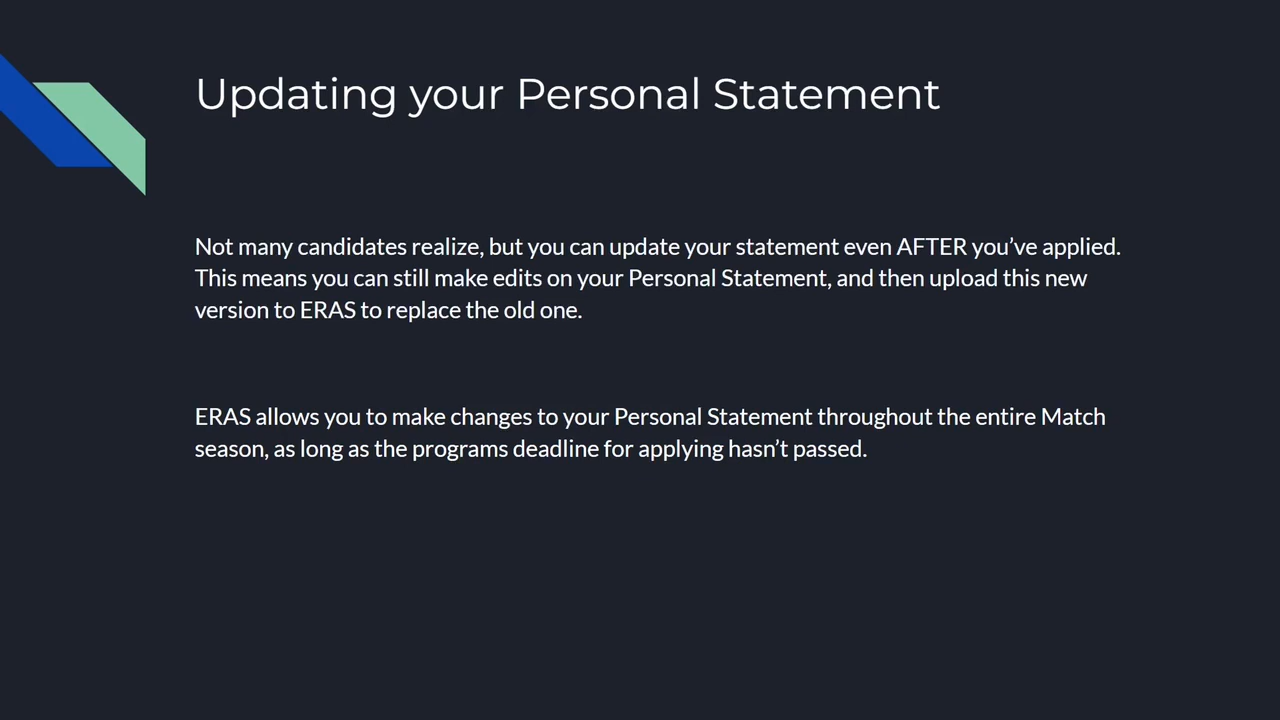 Updating your Personal Statement
Not many candidates realize, but you can update your statement even AFTER you’ve applied.
This means you can still make edits on your Personal Statement, and then upload this new
version to ERAS to replace the old one.
ERAS allows you to make changes to your Personal Statement throughout the entire Match
season, as long as the programs deadline for applying hasn’t passed.